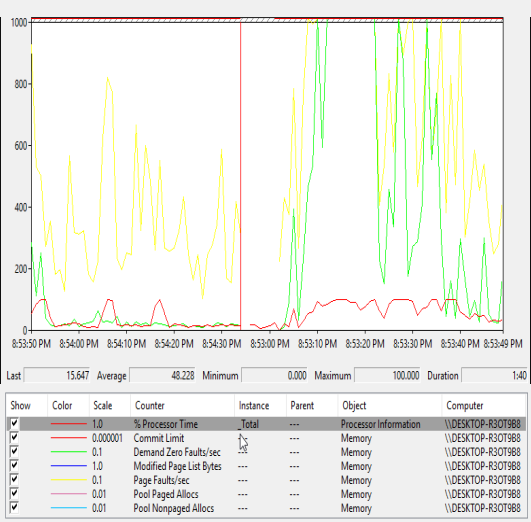 1000
800
600
400
200
0
8:53:50 PM 8:54:00 PM 8:54:10 PM 8:54:20 PM 8:54:30 PM 8:53:00 PM 8:53:10 PM 8:53:20 PM 8:53:30 PM 8:53:40 PM 8:53:49 PM
Last 15.647 Average 48.228 Minimum 0.000 Maximum 100.000 Duration 1:40
Show Color Scale Counter Instance Parent Object Computer
1.0 % Processor Time _Total --- Processor Information \\DESKTOP-R3OT9B8
0.000001 Commit Limit --- --- Memory \\DESKTOP-R3OT9B8
0.1 Demand Zero Faults/sec --- --- Memory \\DESKTOP-R3OT9B8
1.0 Modified Page List Bytes --- --- Memory \\DESKTOP-R3OT9B8
0.1 Page Faults/sec --- --- Memory \\DESKTOP-R3OT9B8
0.01 Pool Paged Allocs --- --- Memory \\DESKTOP-R3OT9B8
0.01 Pool Nonpaged Allocs --- --- Memory \\DESKTOP-R3OT9B8